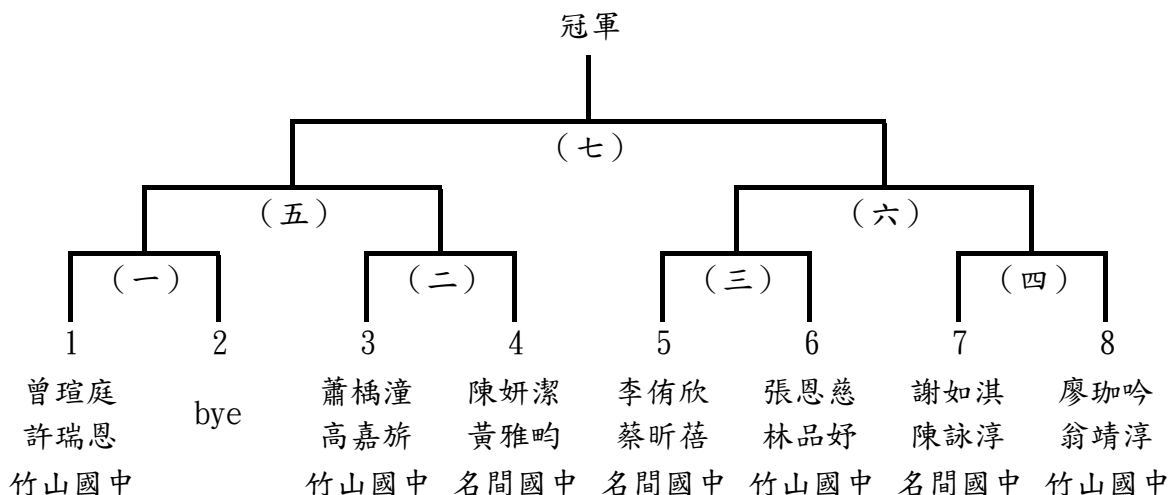 冠軍
(七)
(五) (六)
(一) (二) (三) (四)
1 2 3 4 5 6 7 8
曾瑄庭 bye 蕭楀潼 陳妍潔 李侑欣 張恩慈 謝如淇 廖珈吟
許瑞恩 高嘉旂 黃雅畇 蔡昕蓓 林品妤 陳詠淳 翁靖淳
竹山國中 竹山國中 名間國中 名間國中 竹山國中 名間國中 竹山國中